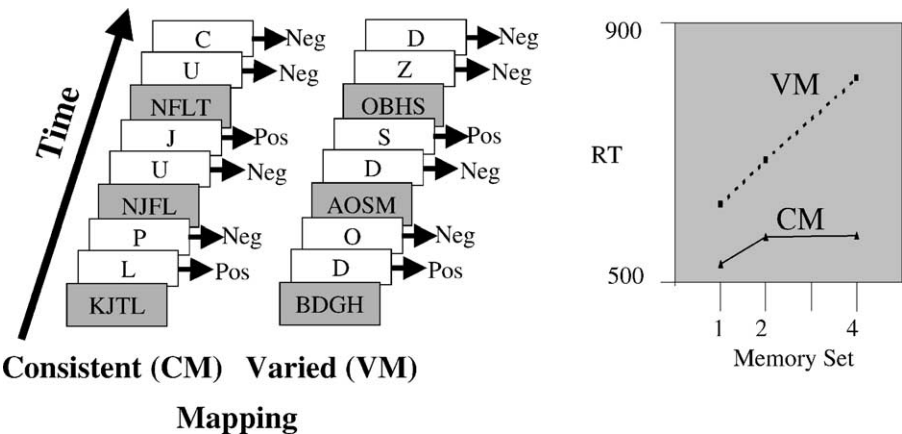 C Neg D Neg
U Neg Z Neg
NFLT OBHS
J Pos S Pos
U Neg D Neg
NJFL AOSM
P Neg O Neg
L Pos D Pos
KJTL BDGH
Time
Consistent (CM) Varied (VM)
Mapping
900
VM
RT
CM
500
1 2 4
Memory Set